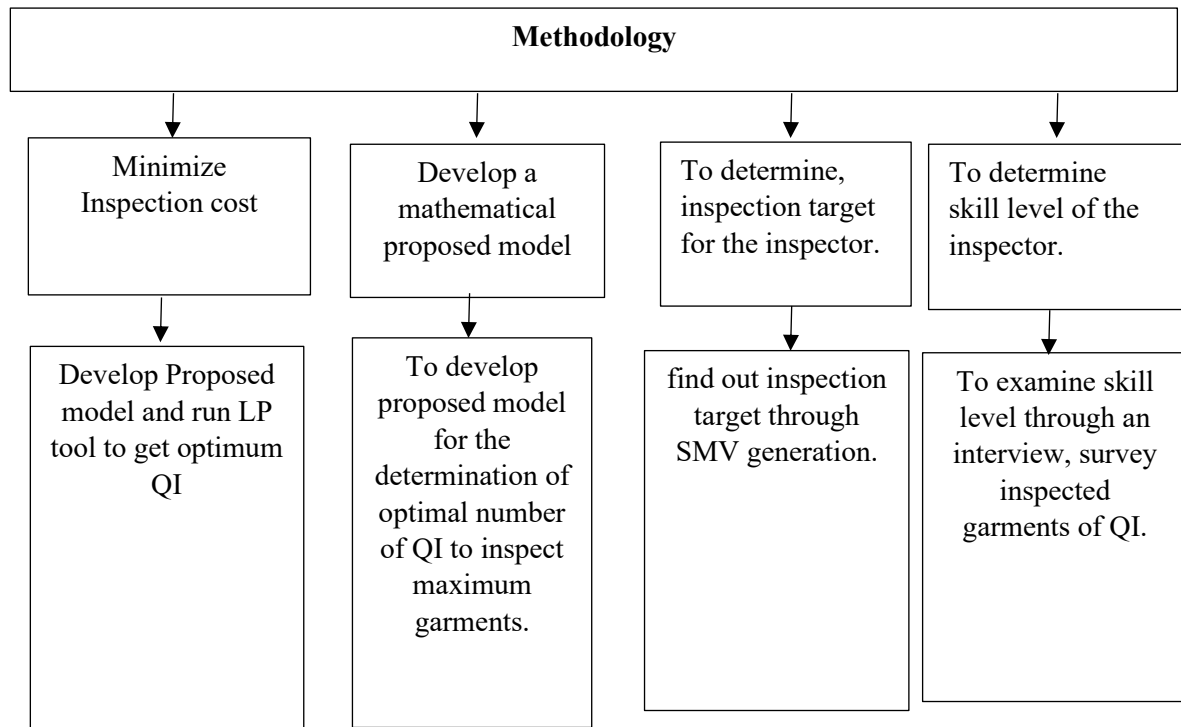 Methodology
Minimize
Inspection cost
Develop a
mathematical
proposed model
To determine,
inspection target
for the inspector.
To determine
skill level of the
inspector.
Develop Proposed
model and run LP
tool to get optimum
QI
To develop
proposed model
for the
determination of
optimal number
of QI to inspect
maximum
garments.
find out inspection
target through
SMV generation.
To examine skill
level through an
interview, survey
inspected
garments of QI.